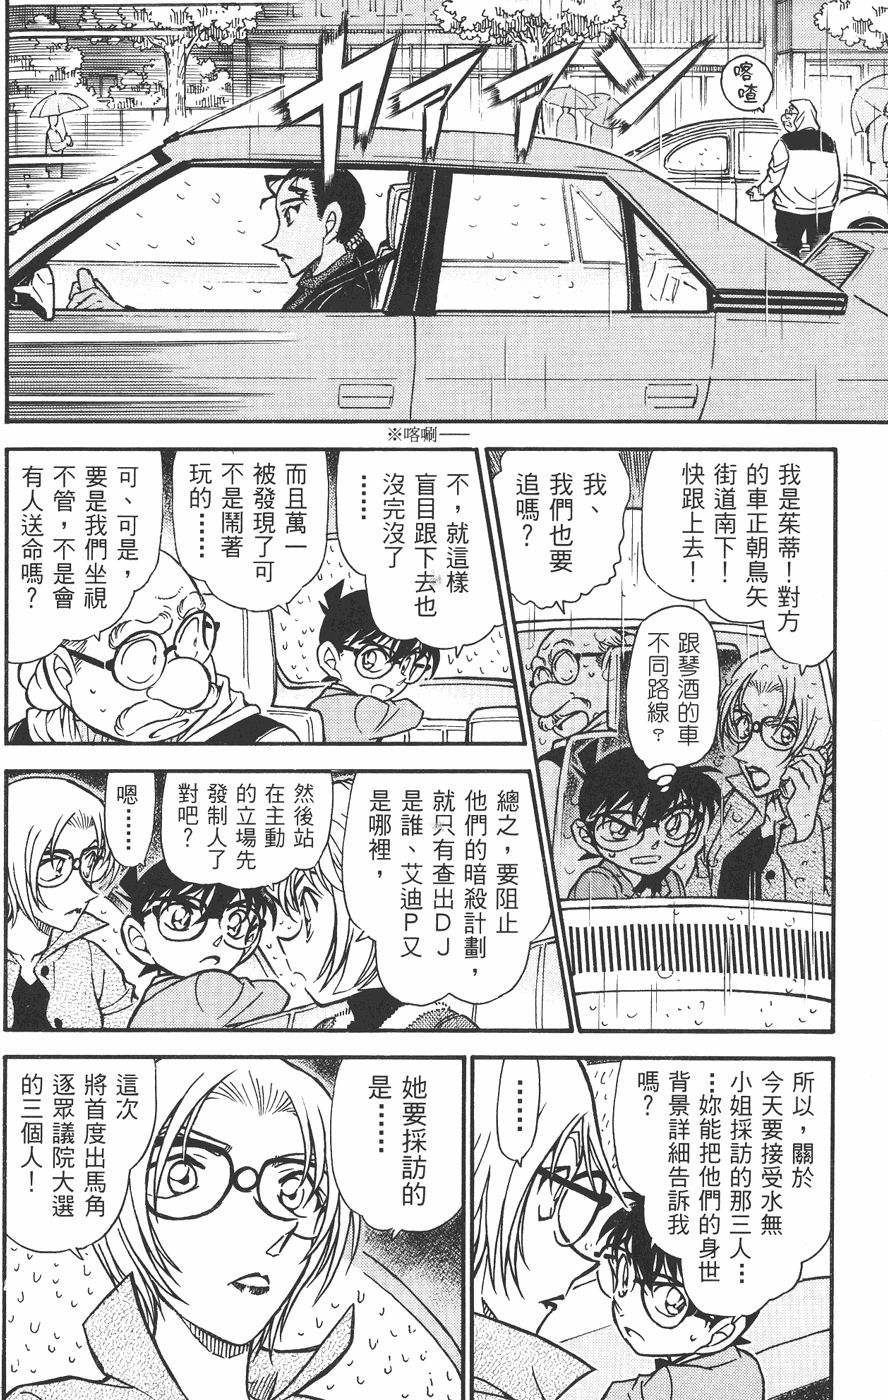 ガアアン
喀喳
※喀唰——
我是茱蒂！對方
的車正朝鳥矢
街道南下！
快跟上去！
跟琴酒的車
不同路線？
我、
我們也要
追嗎？
不，就這樣
盲目跟下去也
沒完沒了
……
而且萬一
被發現了可
不是鬧著
玩的……
可、可是，
要是我們坐視
不管，不是會
有人送命嗎？
總之，要阻止
他們的暗殺計劃，
就只有查出DJ
是誰、艾迪P又
是哪裡，
然後站
在主動
的立場先
發制人了
對吧？
嗯……
所以，關於
今天要接受水無
小姐採訪的那三人…
…妳能把他們的身世
背景詳細告訴我
嗎？
……
她要採訪的
是……
這次
將首度出馬角
逐眾議院大選
的三個人！